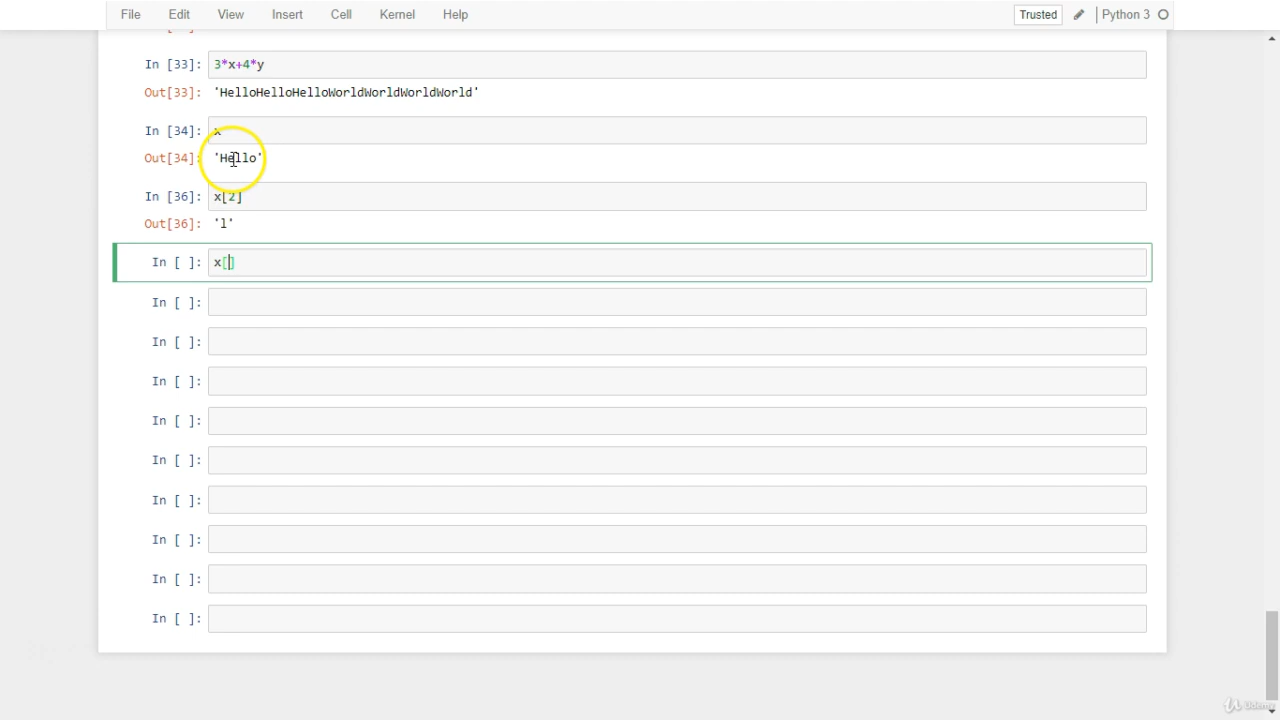 File Edit View Insert Cell Kernel Help Trusted Python 3
In [33]: 3*x+4*y
Out[33]: 'HelloHelloHelloWorldWorldWorldWorld'
In [34]: x
Out[34]: 'Hello'
In [36]: x[2]
Out[36]: 'l'
In [ ]: x[]
In [ ]:
In [ ]:
In [ ]:
In [ ]:
In [ ]:
In [ ]:
In [ ]:
In [ ]:
In [ ]:
Udemy